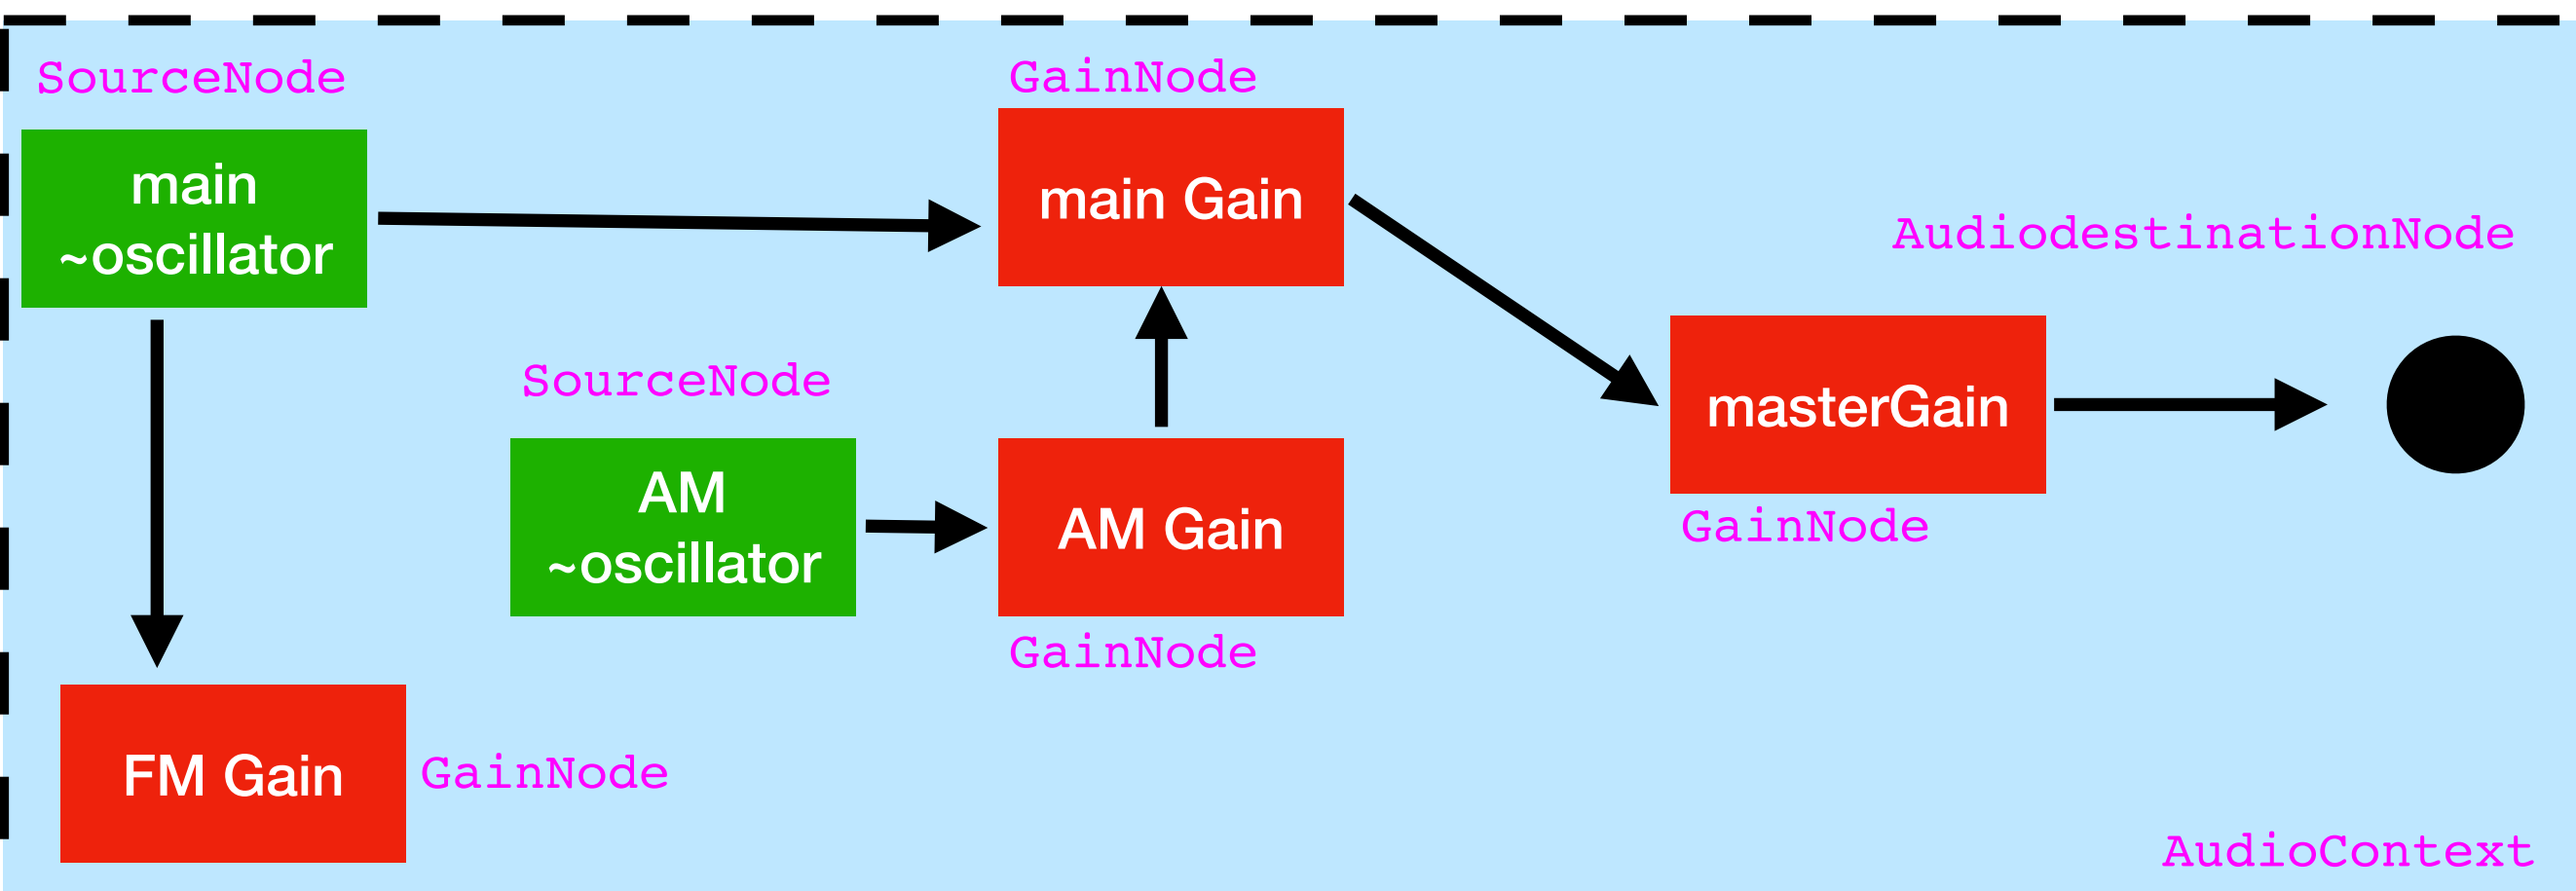 SourceNode
main
~oscillator
GainNode
main Gain
AudiodestinationNode
SourceNode
AM
~oscillator
AM Gain
GainNode
masterGain
GainNode
FM Gain
GainNode
AudioContext